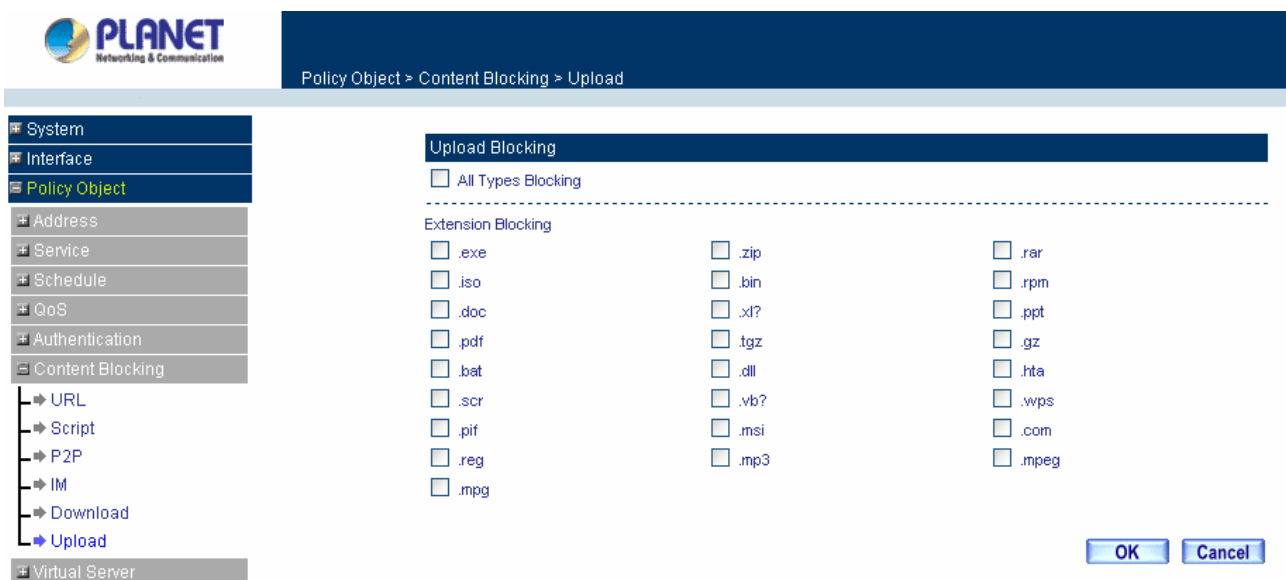 PLANET
Networking & Communication
Policy Object > Content Blocking > Upload
System
Interface
Policy Object
Address
Service
Schedule
QoS
Authentication
Content Blocking
URL
Script
P2P
IM
Download
Upload
Virtual Server
Upload Blocking
All Types Blocking
Extension Blocking
.exe .zip .rar
.iso .bin .rpm
.doc .xl? .ppt
.pdf .tgz .gz
.bat .dll .hta
.scr .vb? .wps
.pif .msi .com
.reg .mp3 .mpeg
.mpg
OK Cancel